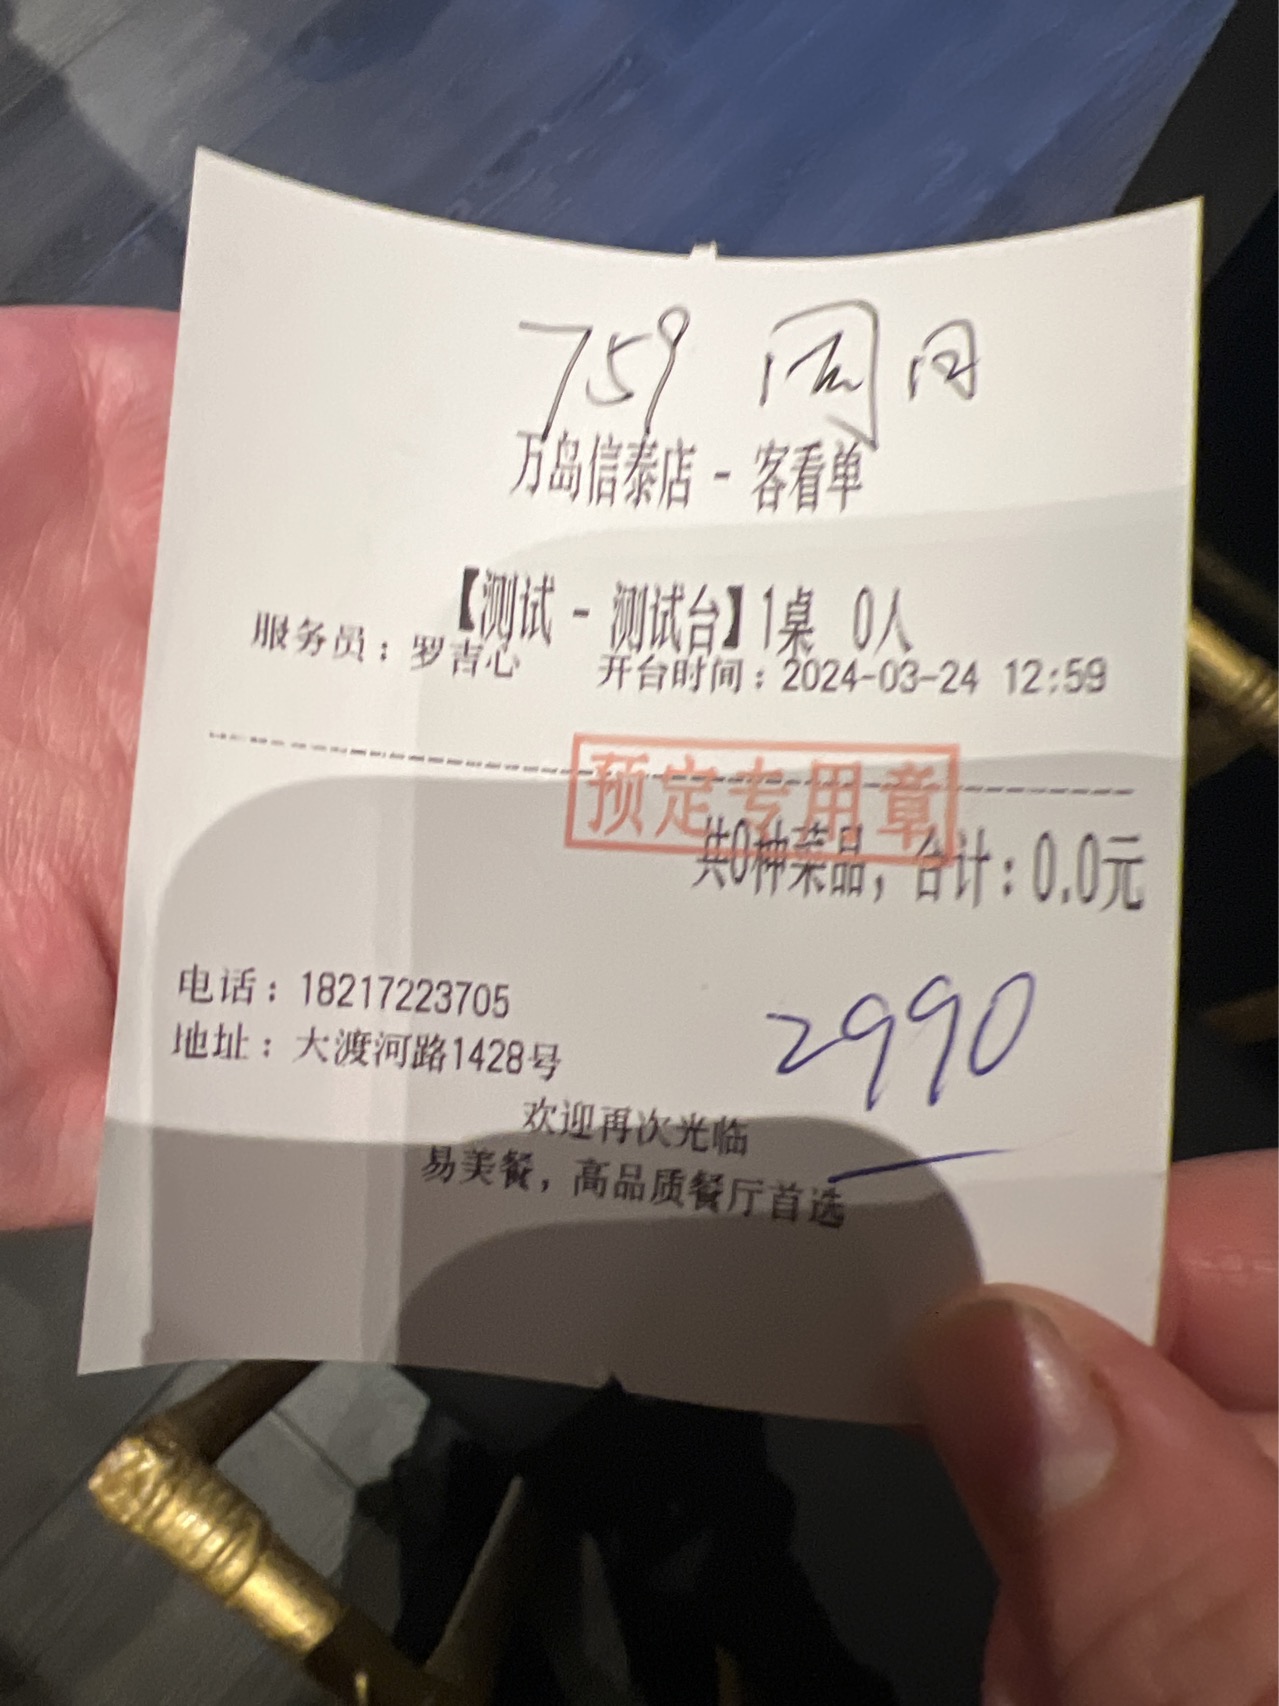 759
万岛信泰店 - 客看单
【测试 - 测试台】1桌 0人
服务员：罗吉心 开台时间：2024-03-24 12:59
预定专用章
共0种菜品，合计：0.0元
电话：18217223705
2990
地址：大渡河路1428号
欢迎再次光临
易美餐，高品质餐厅首选